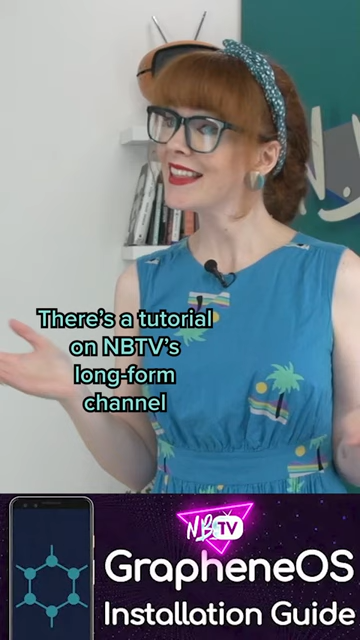 There's a tutorial
on NBTV's
long-form
channel
NBTV
GrapheneOS
Installation Guide